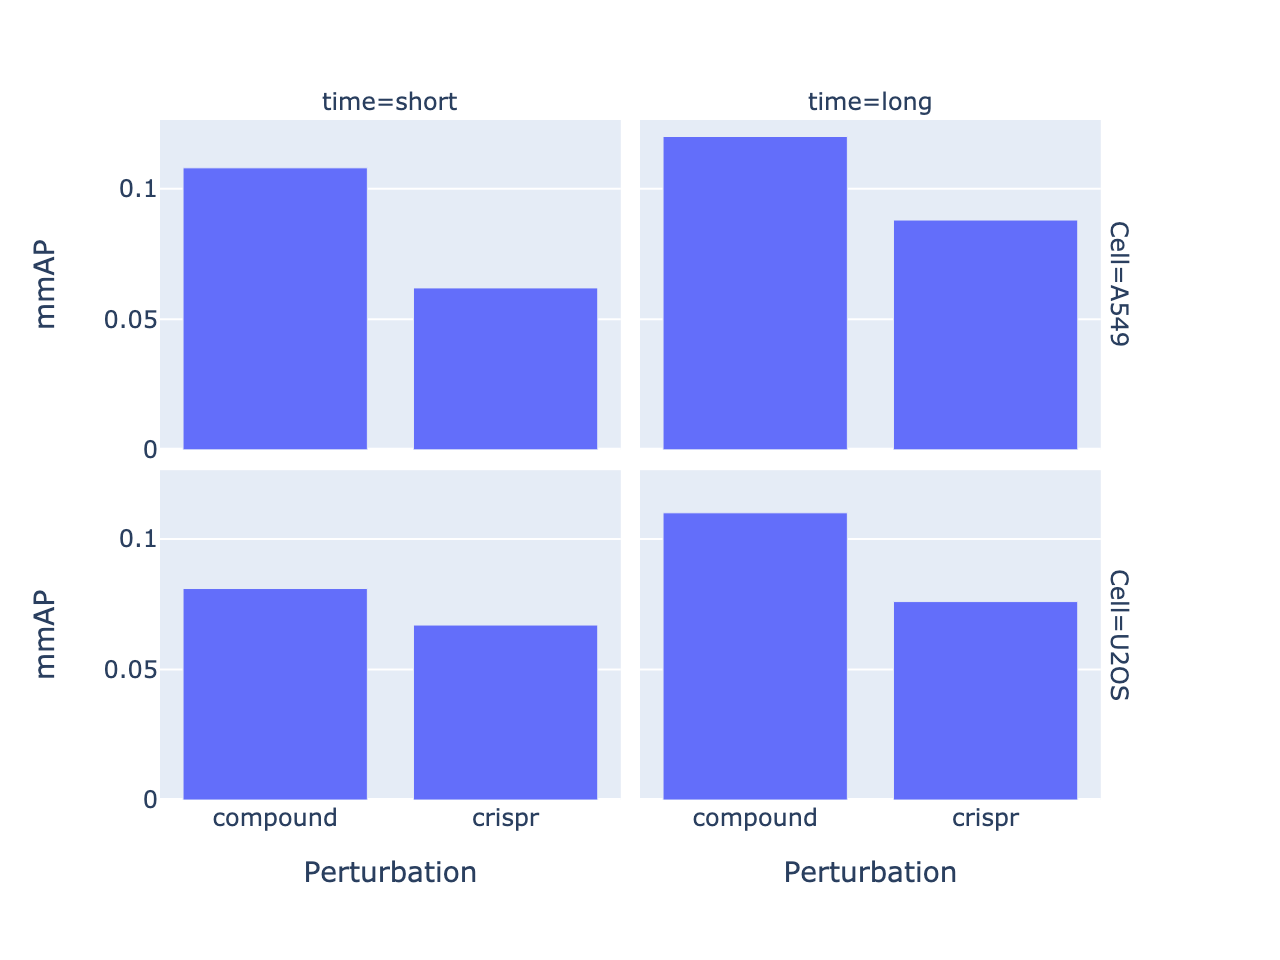 time=short
time=long
mmAP
0.1
0.05
0
Cell=A549
mmAP
0.1
0.05
0
Cell=U2OS
compound
crispr
compound
crispr
Perturbation
Perturbation